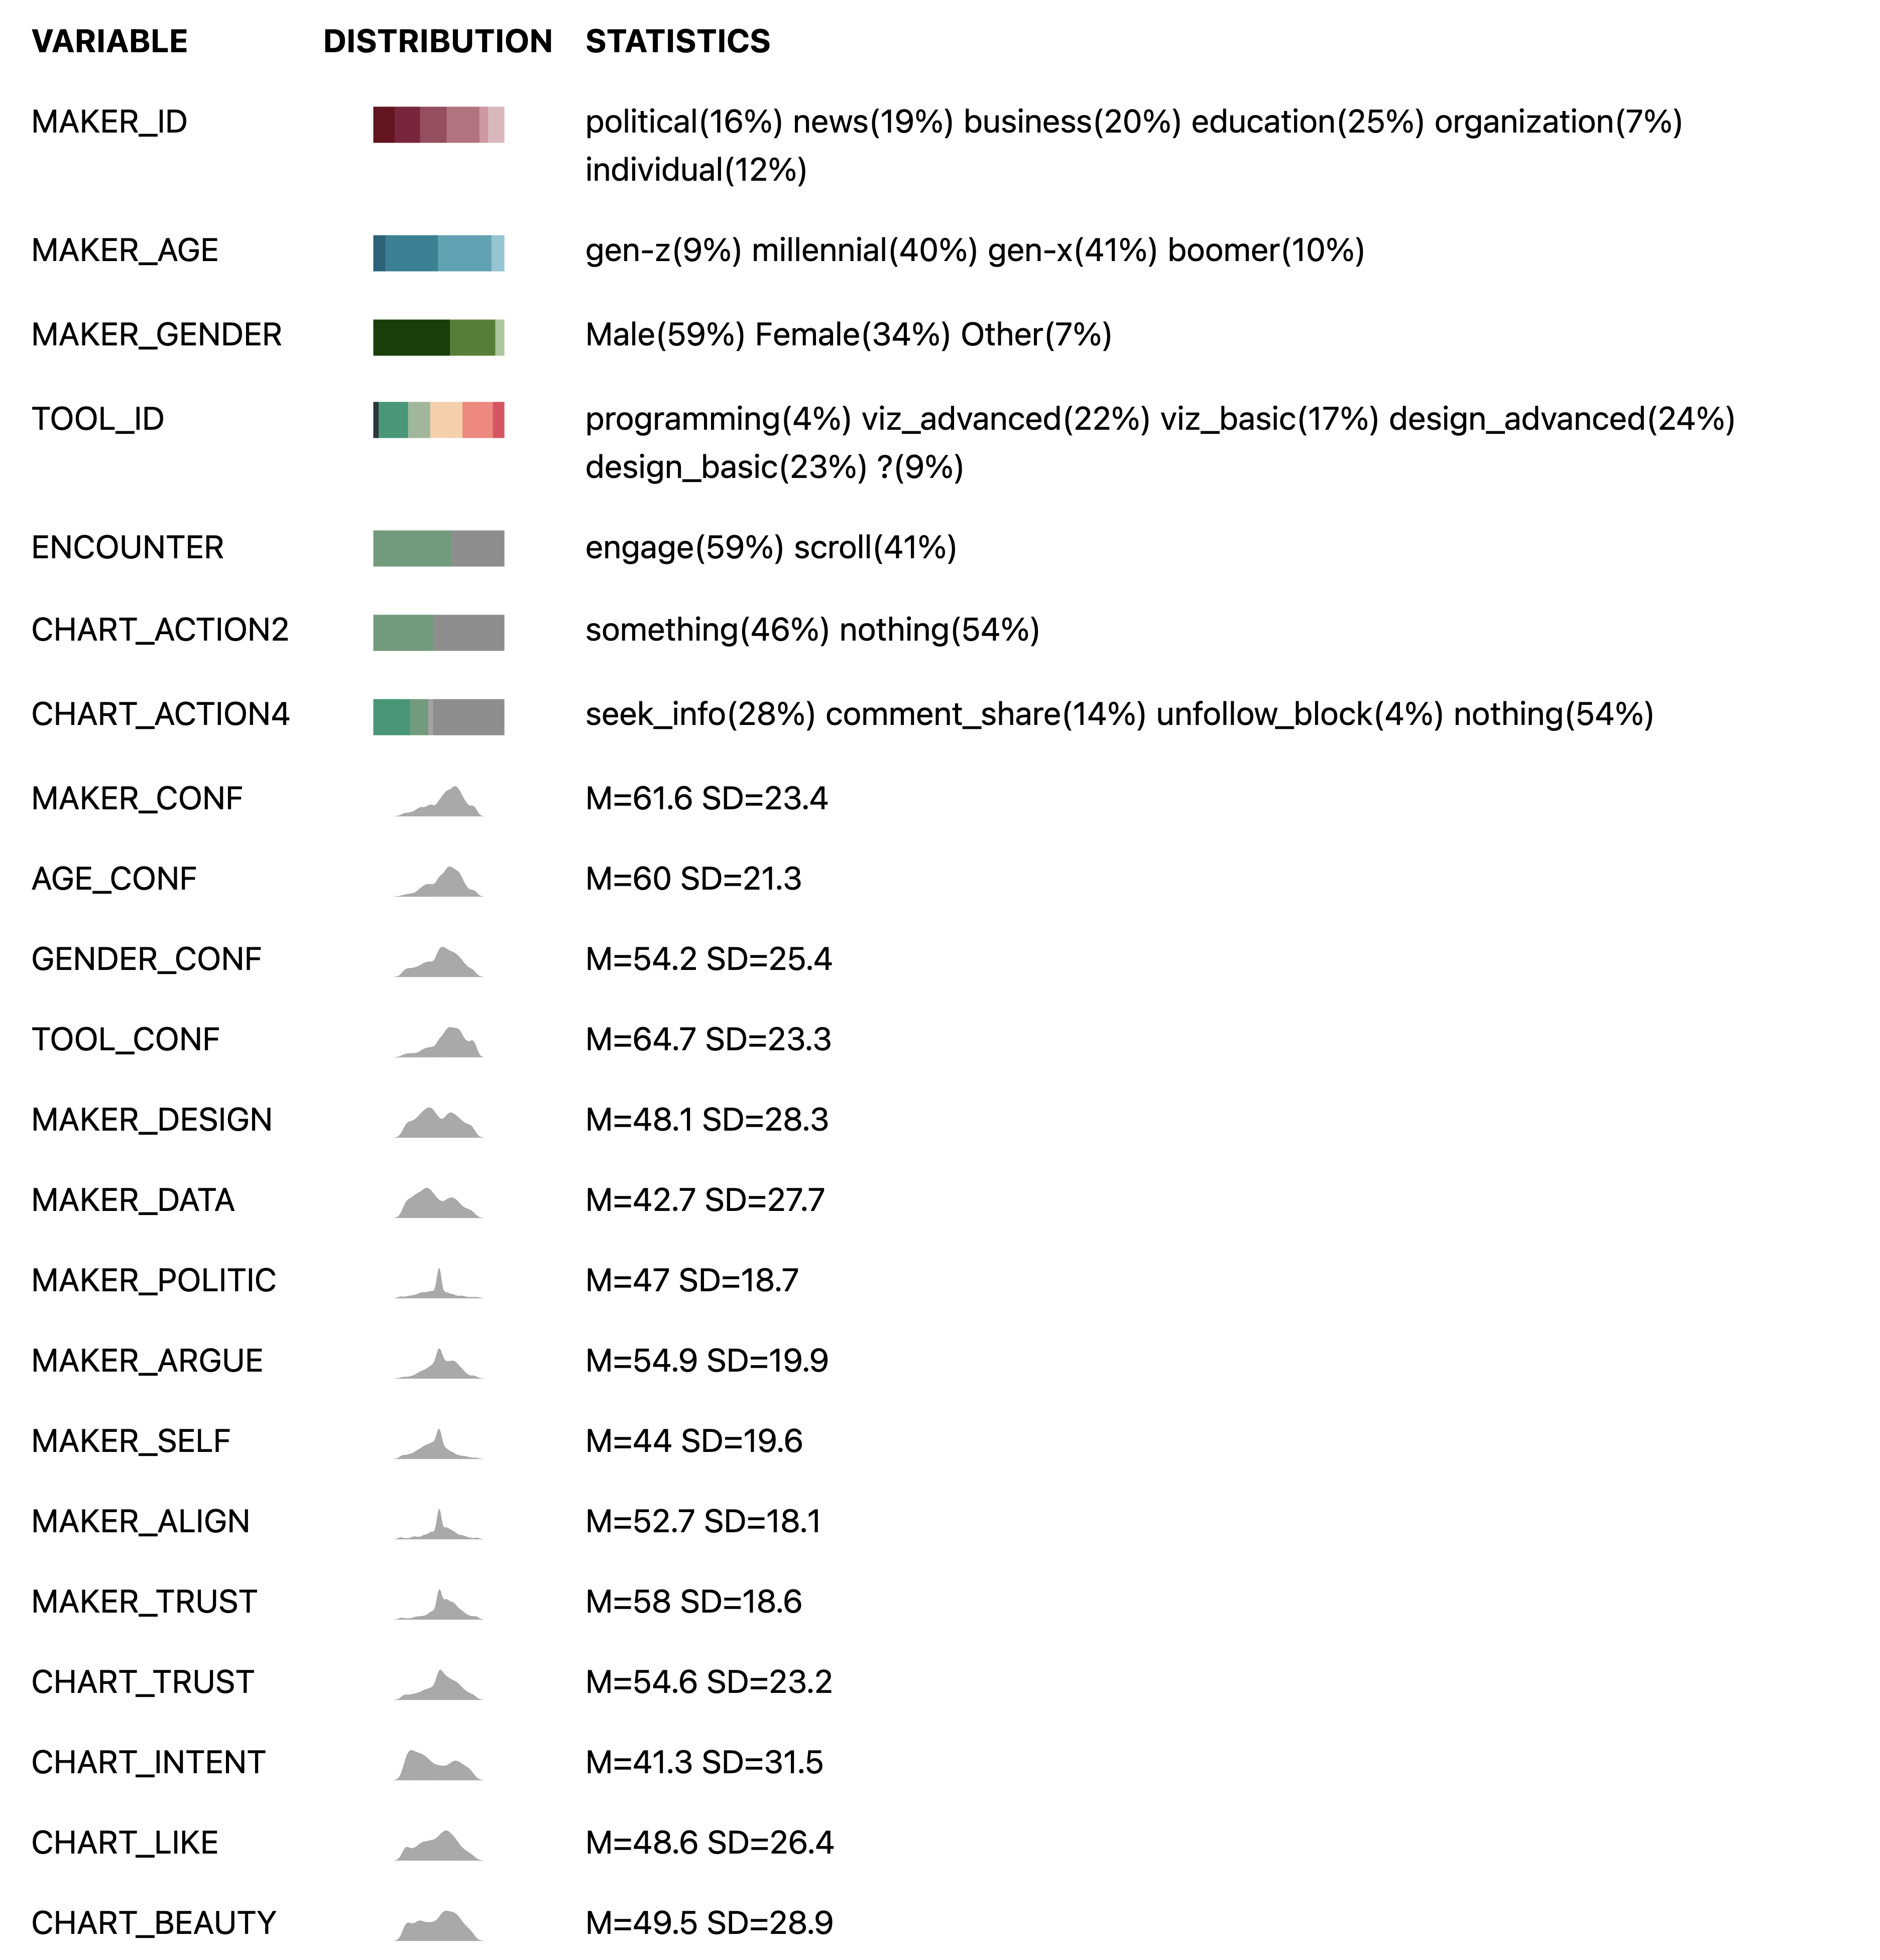 VARIABLE DISTRIBUTION STATISTICS
MAKER_ID political(16%) news(19%) business(20%) education(25%) organization(7%)
individual(12%)
MAKER_AGE gen-z(9%) millennial(40%) gen-x(41%) boomer(10%)
MAKER_GENDER Male(59%) Female(34%) Other(7%)
TOOL_ID programming(4%) viz_advanced(22%) viz_basic(17%) design_advanced(24%)
design_basic(23%) ?(9%)
ENCOUNTER engage(59%) scroll(41%)
CHART_ACTION2 something(46%) nothing(54%)
CHART_ACTION4 seek_info(28%) comment_share(14%) unfollow_block(4%) nothing(54%)
MAKER_CONF M=61.6 SD=23.4
AGE_CONF M=60 SD=21.3
GENDER_CONF M=54.2 SD=25.4
TOOL_CONF M=64.7 SD=23.3
MAKER_DESIGN M=48.1 SD=28.3
MAKER_DATA M=42.7 SD=27.7
MAKER_POLITIC M=47 SD=18.7
MAKER_ARGUE M=54.9 SD=19.9
MAKER_SELF M=44 SD=19.6
MAKER_ALIGN M=52.7 SD=18.1
MAKER_TRUST M=58 SD=18.6
CHART_TRUST M=54.6 SD=23.2
CHART_INTENT M=41.3 SD=31.5
CHART_LIKE M=48.6 SD=26.4
CHART_BEAUTY M=49.5 SD=28.9